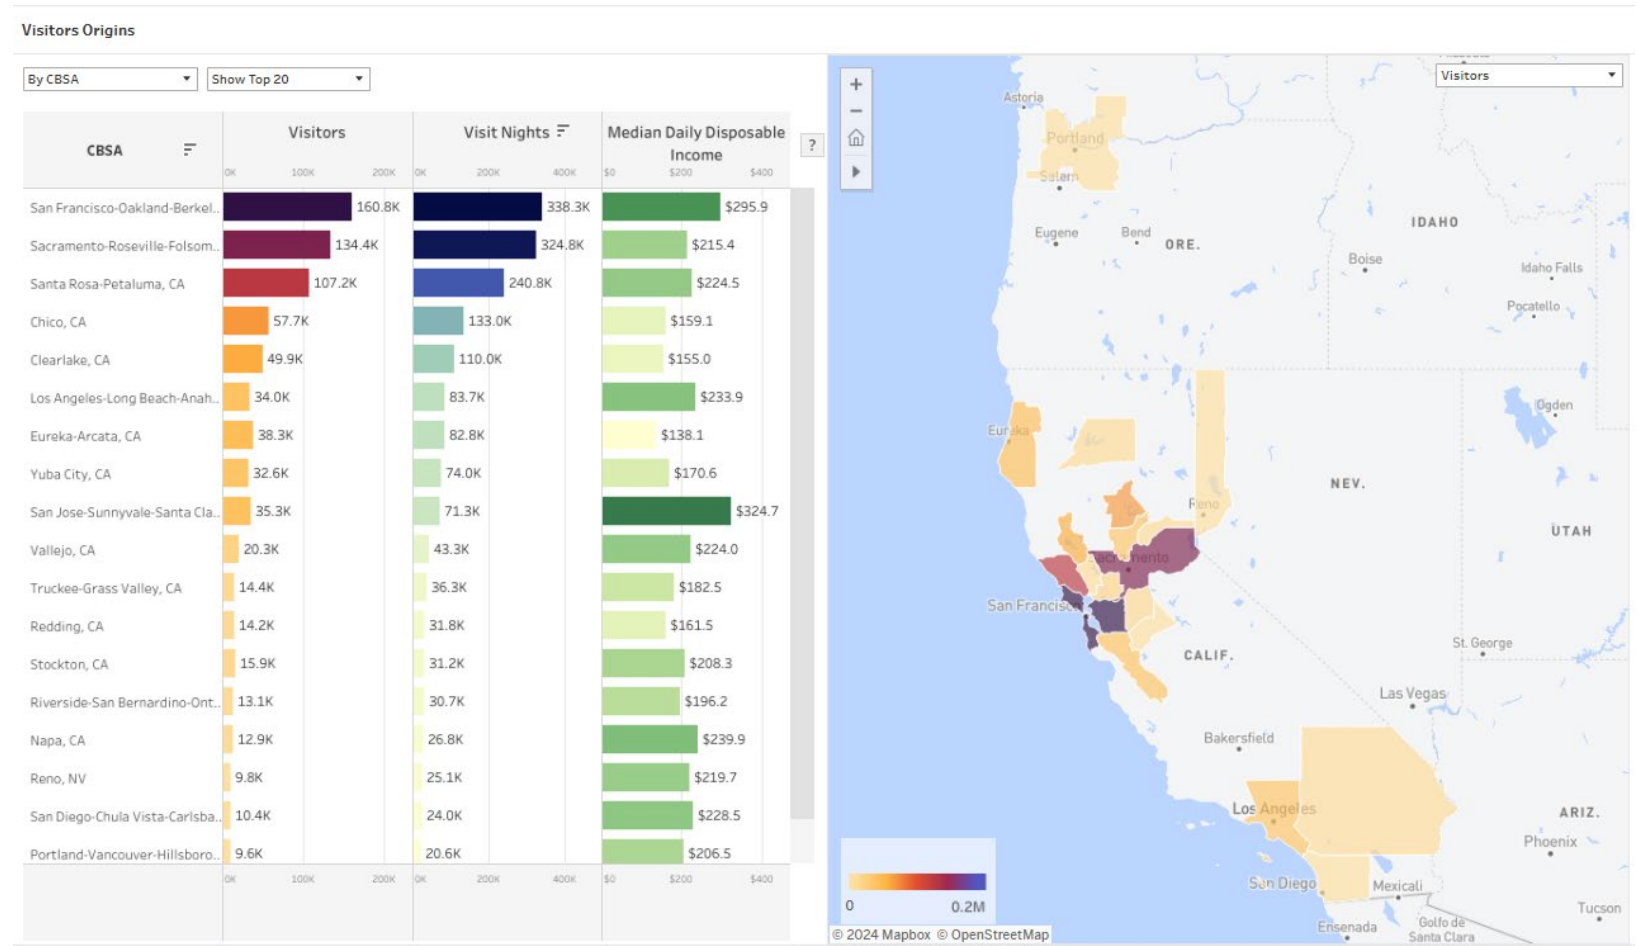 Visitors Origins
By CBSA
Show Top 20
CBSA
Visitors
Visit Nights
Median Daily Disposable
Income
?
0K 100K 200K 0K 200K 400K $0 $200 $400
San Francisco-Oakland-Berkel.. 160.8K 338.3K $295.9
Sacramento-Roseville-Folsom.. 134.4K 324.8K $215.4
Santa Rosa-Petaluma, CA 107.2K 240.8K $224.5
Chico, CA 57.7K 133.0K $159.1
Clearlake, CA 49.9K 110.0K $155.0
Los Angeles-Long Beach-Anah.. 34.0K 83.7K $233.9
Eureka-Arcata, CA 38.3K 82.8K $138.1
Yuba City, CA 32.6K 74.0K $170.6
San Jose-Sunnyvale-Santa Cla.. 35.3K 71.3K $324.7
Vallejo, CA 20.3K 43.3K $224.0
Truckee-Grass Valley, CA 14.4K 36.3K $182.5
Redding, CA 14.2K 31.8K $161.5
Stockton, CA 15.9K 31.2K $208.3
Riverside-San Bernardino-Ont.. 13.1K 30.7K $196.2
Napa, CA 12.9K 26.8K $239.9
Reno, NV 9.8K 25.1K $219.7
San Diego-Chula Vista-Carlsba.. 10.4K 24.0K $228.5
Portland-Vancouver-Hillsboro.. 9.6K 20.6K $206.5
0K 100K 200K 0K 200K 400K $0 $200 $400
Visitors
Astoria
Portland
Salem
Eugene
Bend
ORE.
IDAHO
Boise
Idaho Falls
Pocatello
Ogden
Eureka
Reno
NEV.
UTAH
Sacramento
San Francisco
CALIF.
St. George
Las Vegas
Bakersfield
Los Angeles
ARIZ.
Phoenix
San Diego
Mexicali
Tucson
Ensenada
Golfo de
Santa Clara
0 0.2M
© 2024 Mapbox © OpenStreetMap